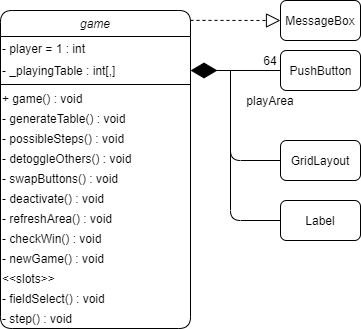 game
- player = 1 : int
- _playingTable : int[,]
+ game() : void
- generateTable() : void
- possibleSteps() : void
- detoggleOthers() : void
- swapButtons() : void
- deactivate() : void
- refreshArea() : void
- checkWin() : void
- newGame() : void
<<slots>>
- fieldSelect() : void
- step() : void
MessageBox
64
PushButton
playArea
GridLayout
Label